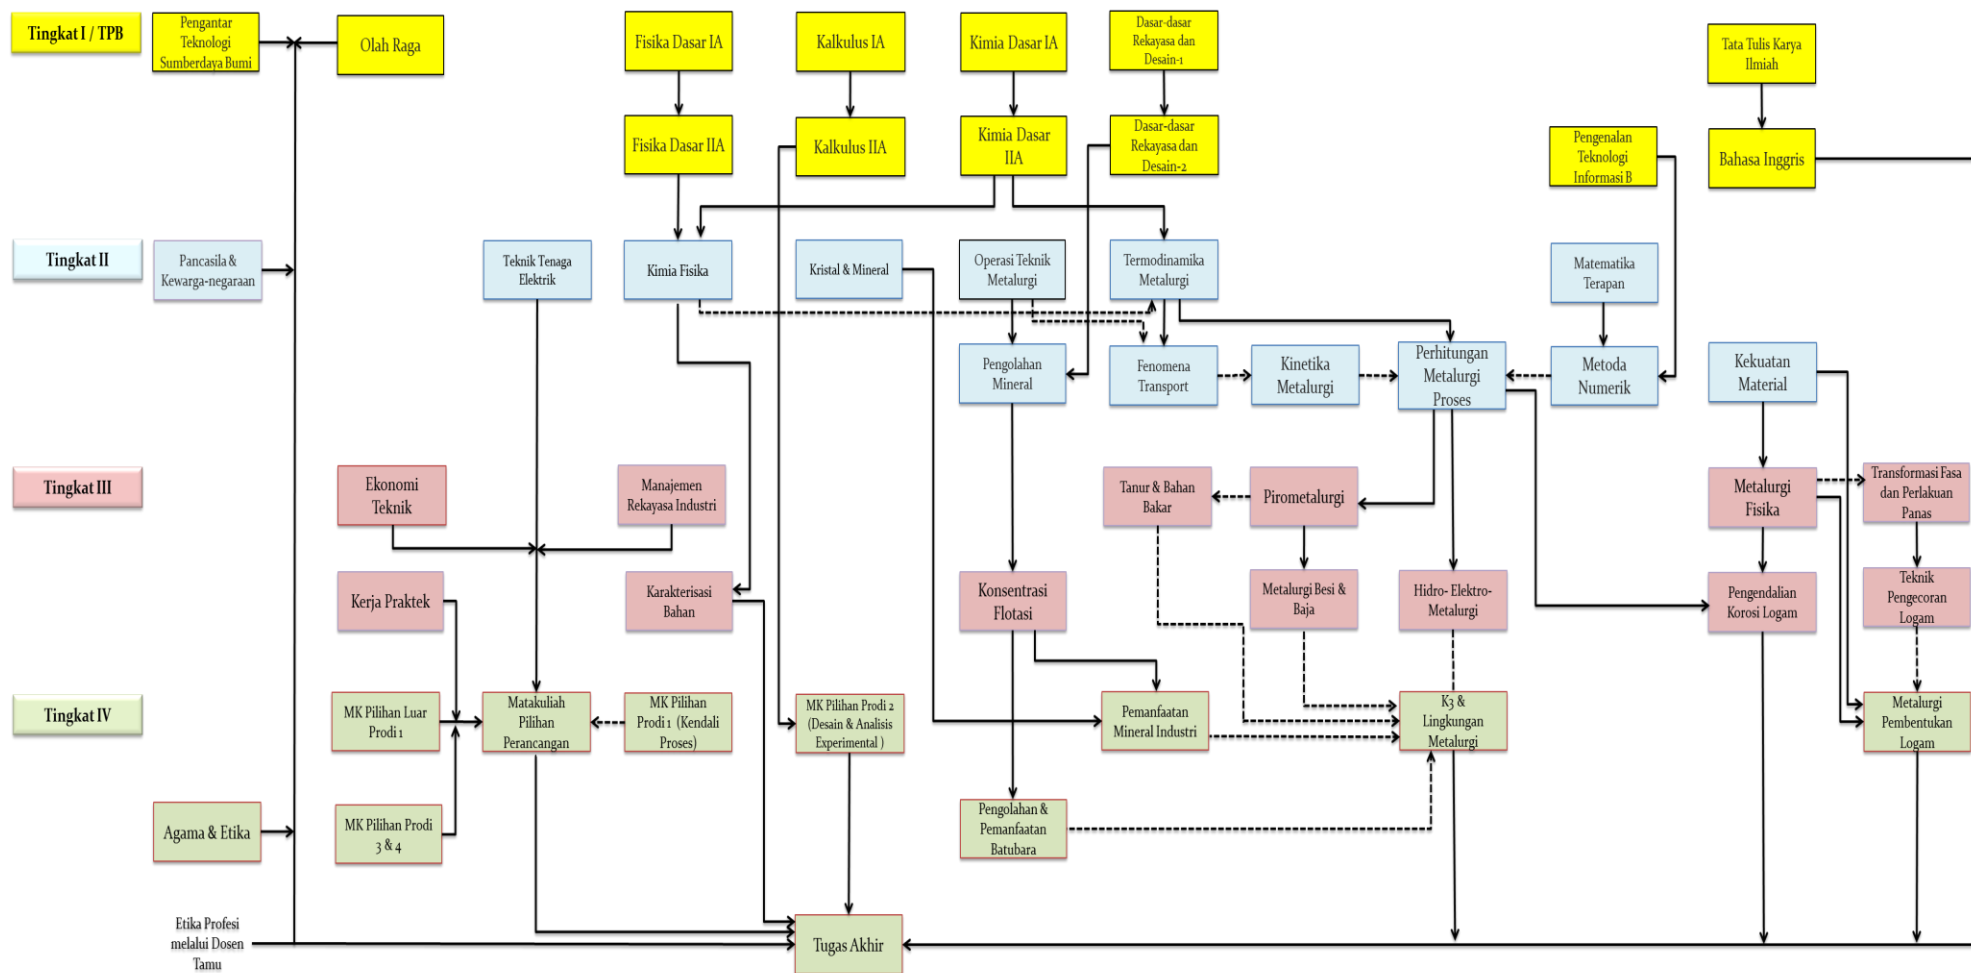 Tingkat I / TPB
Pengantar
Teknologi
Sumberdaya Bumi
Olah Raga
Fisika Dasar IA
Kalkulus IA
Kimia Dasar IA
Dasar-dasar
Rekayasa dan
Desain-1
Tata Tulis Karya
Ilmiah
Fisika Dasar IIA
Kalkulus IIA
Kimia Dasar
IIA
Dasar-dasar
Rekayasa dan
Desain-2
Pengenalan
Teknologi
Informasi B
Bahasa Inggris
Tingkat II
Pancasila &
Kewarga-negaraan
Teknik Tenaga
Elektrik
Kimia Fisika
Kristal & Mineral
Operasi Teknik
Metalurgi
Termodinamika
Metalurgi
Matematika
Terapan
Pengolahan
Mineral
Fenomena
Transport
Kinetika
Metalurgi
Perhitungan
Metalurgi
Proses
Metoda
Numerik
Kekuatan
Material
Tingkat III
Ekonomi
Teknik
Manajemen
Rekayasa Industri
Tanur & Bahan
Bakar
Pirometalurgi
Metalurgi
Fisika
Transformasi Fasa
dan Perlakuan
Panas
Kerja Praktek
Karakterisasi
Bahan
Konsentrasi
Flotasi
Metalurgi Besi &
Baja
Hidro- Elektro-
Metalurgi
Pengendalian
Korosi Logam
Teknik
Pengecoran
Logam
Tingkat IV
MK Pilihan Luar
Prodi 1
Matakuliah
Pilihan
Perancangan
MK Pilihan
Prodi 1 (Kendali
Proses)
MK Pilihan Prodi 2
(Desain & Analisis
Experimental )
Pemanfaatan
Mineral Industri
K3 &
Lingkungan
Metalurgi
Metalurgi
Pembentukan
Logam
Agama & Etika
MK Pilihan Prodi
3 & 4
Pengolahan &
Pemanfaatan
Batubara
Etika Profesi
melalui Dosen
Tamu
Tugas Akhir